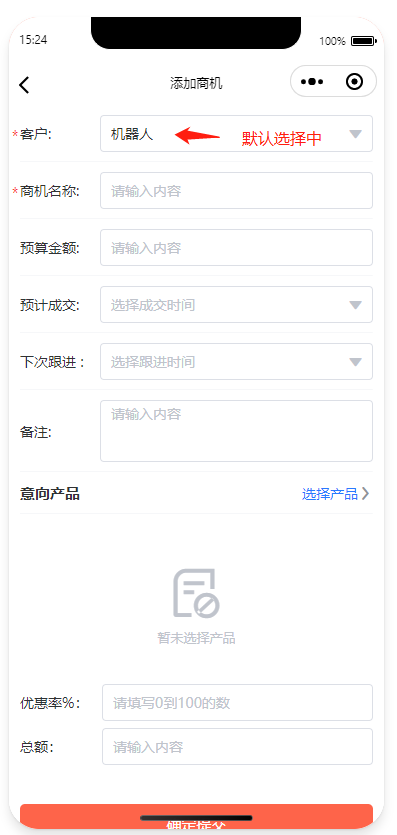 15:24 100%
添加商机
*客户: 机器人 默认选择中
*商机名称: 请输入内容
预算金额: 请输入内容
预计成交: 选择成交时间
下次跟进 : 选择跟进时间
备注: 请输入内容
意向产品 选择产品
暂未选择产品
优惠率%: 请填写0到100的数
总额: 请输入内容
确定提交